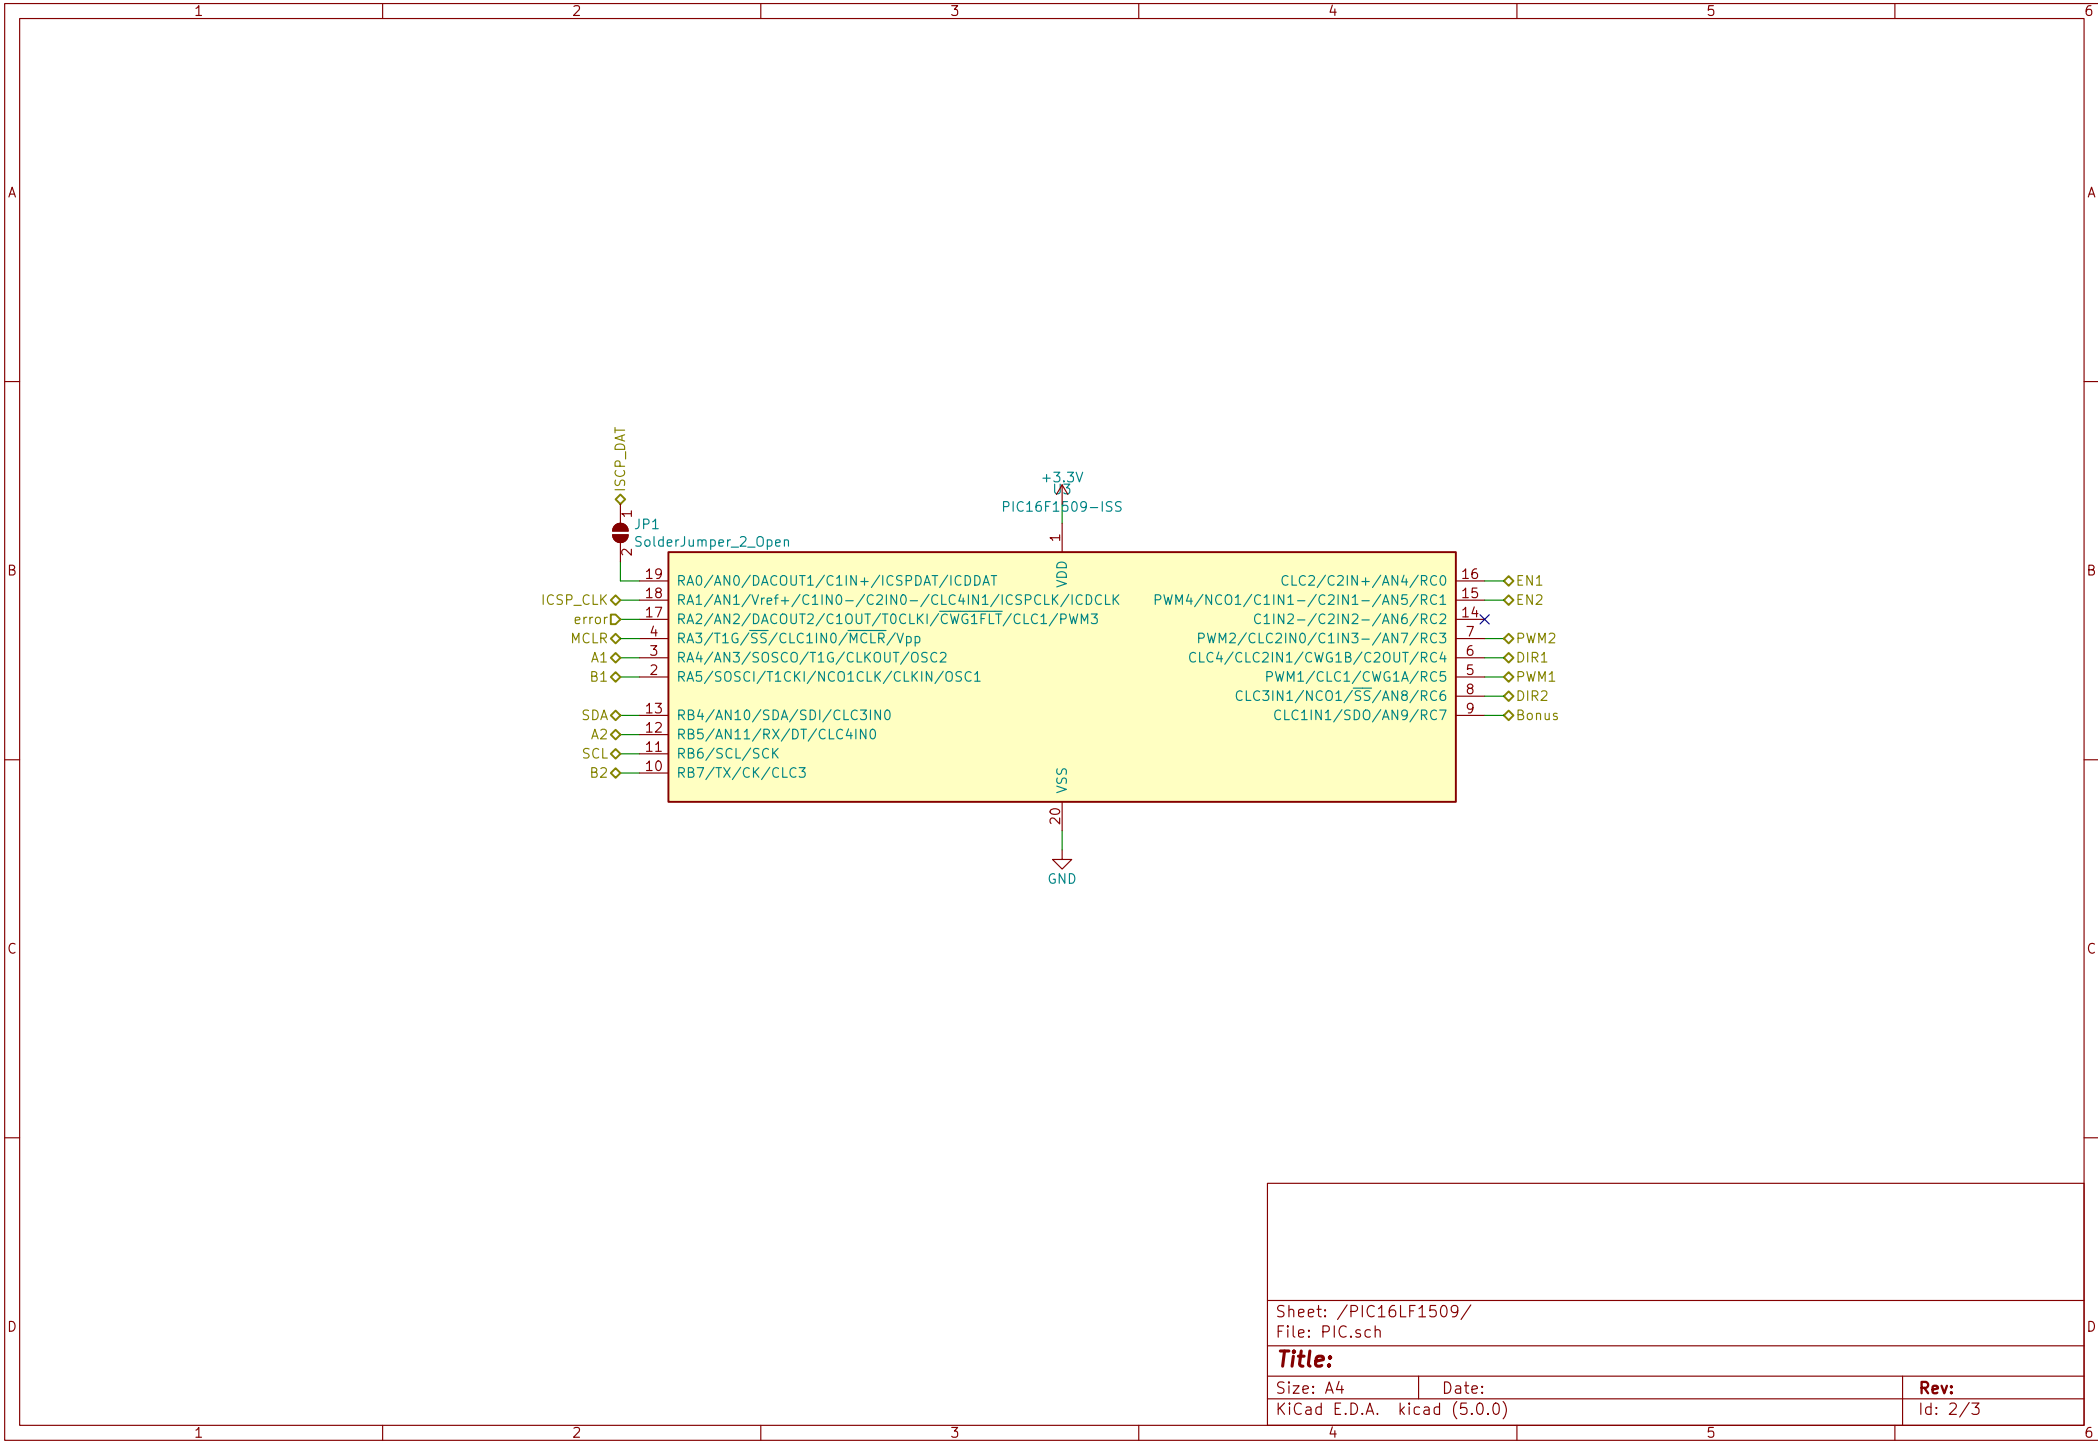 1 2 3 4 5 6
A A
ISCP_DAT
+3.3V
U3
PIC16F1509-ISS
1
JP1
SolderJumper_2_Open
2
1
VDD
B B
19 RA0/AN0/DACOUT1/C1IN+/ICSPDAT/ICDDAT CLC2/C2IN+/AN4/RC0 16 EN1
ICSP_CLK 18 RA1/AN1/Vref+/C1IN0-/C2IN0-/CLC4IN1/ICSPCLK/ICDCLK PWM4/NCO1/C1IN1-/C2IN1-/AN5/RC1 15 EN2
error 17 RA2/AN2/DACOUT2/C1OUT/T0CLKI/CWG1FLT/CLC1/PWM3 C1IN2-/C2IN2-/AN6/RC2 14
MCLR 4 RA3/T1G/SS/CLC1IN0/MCLR/Vpp PWM2/CLC2IN0/C1IN3-/AN7/RC3 7 PWM2
A1 3 RA4/AN3/SOSCO/T1G/CLKOUT/OSC2 CLC4/CLC2IN1/CWG1B/C2OUT/RC4 6 DIR1
B1 2 RA5/SOSCI/T1CKI/NCO1CLK/CLKIN/OSC1 PWM1/CLC1/CWG1A/RC5 5 PWM1
CLC3IN1/NCO1/SS/AN8/RC6 8 DIR2
SDA 13 RB4/AN10/SDA/SDI/CLC3IN0 CLC1IN1/SDO/AN9/RC7 9 Bonus
A2 12 RB5/AN11/RX/DT/CLC4IN0
SCL 11 RB6/SCL/SCK
B2 10 RB7/TX/CK/CLC3
VSS
20
GND
C C
Sheet: /PIC16LF1509/
File: PIC.sch
D D
Title:
Size: A4 Date: Rev:
KiCad E.D.A. kicad (5.0.0) Id: 2/3
1 2 3 4 5 6